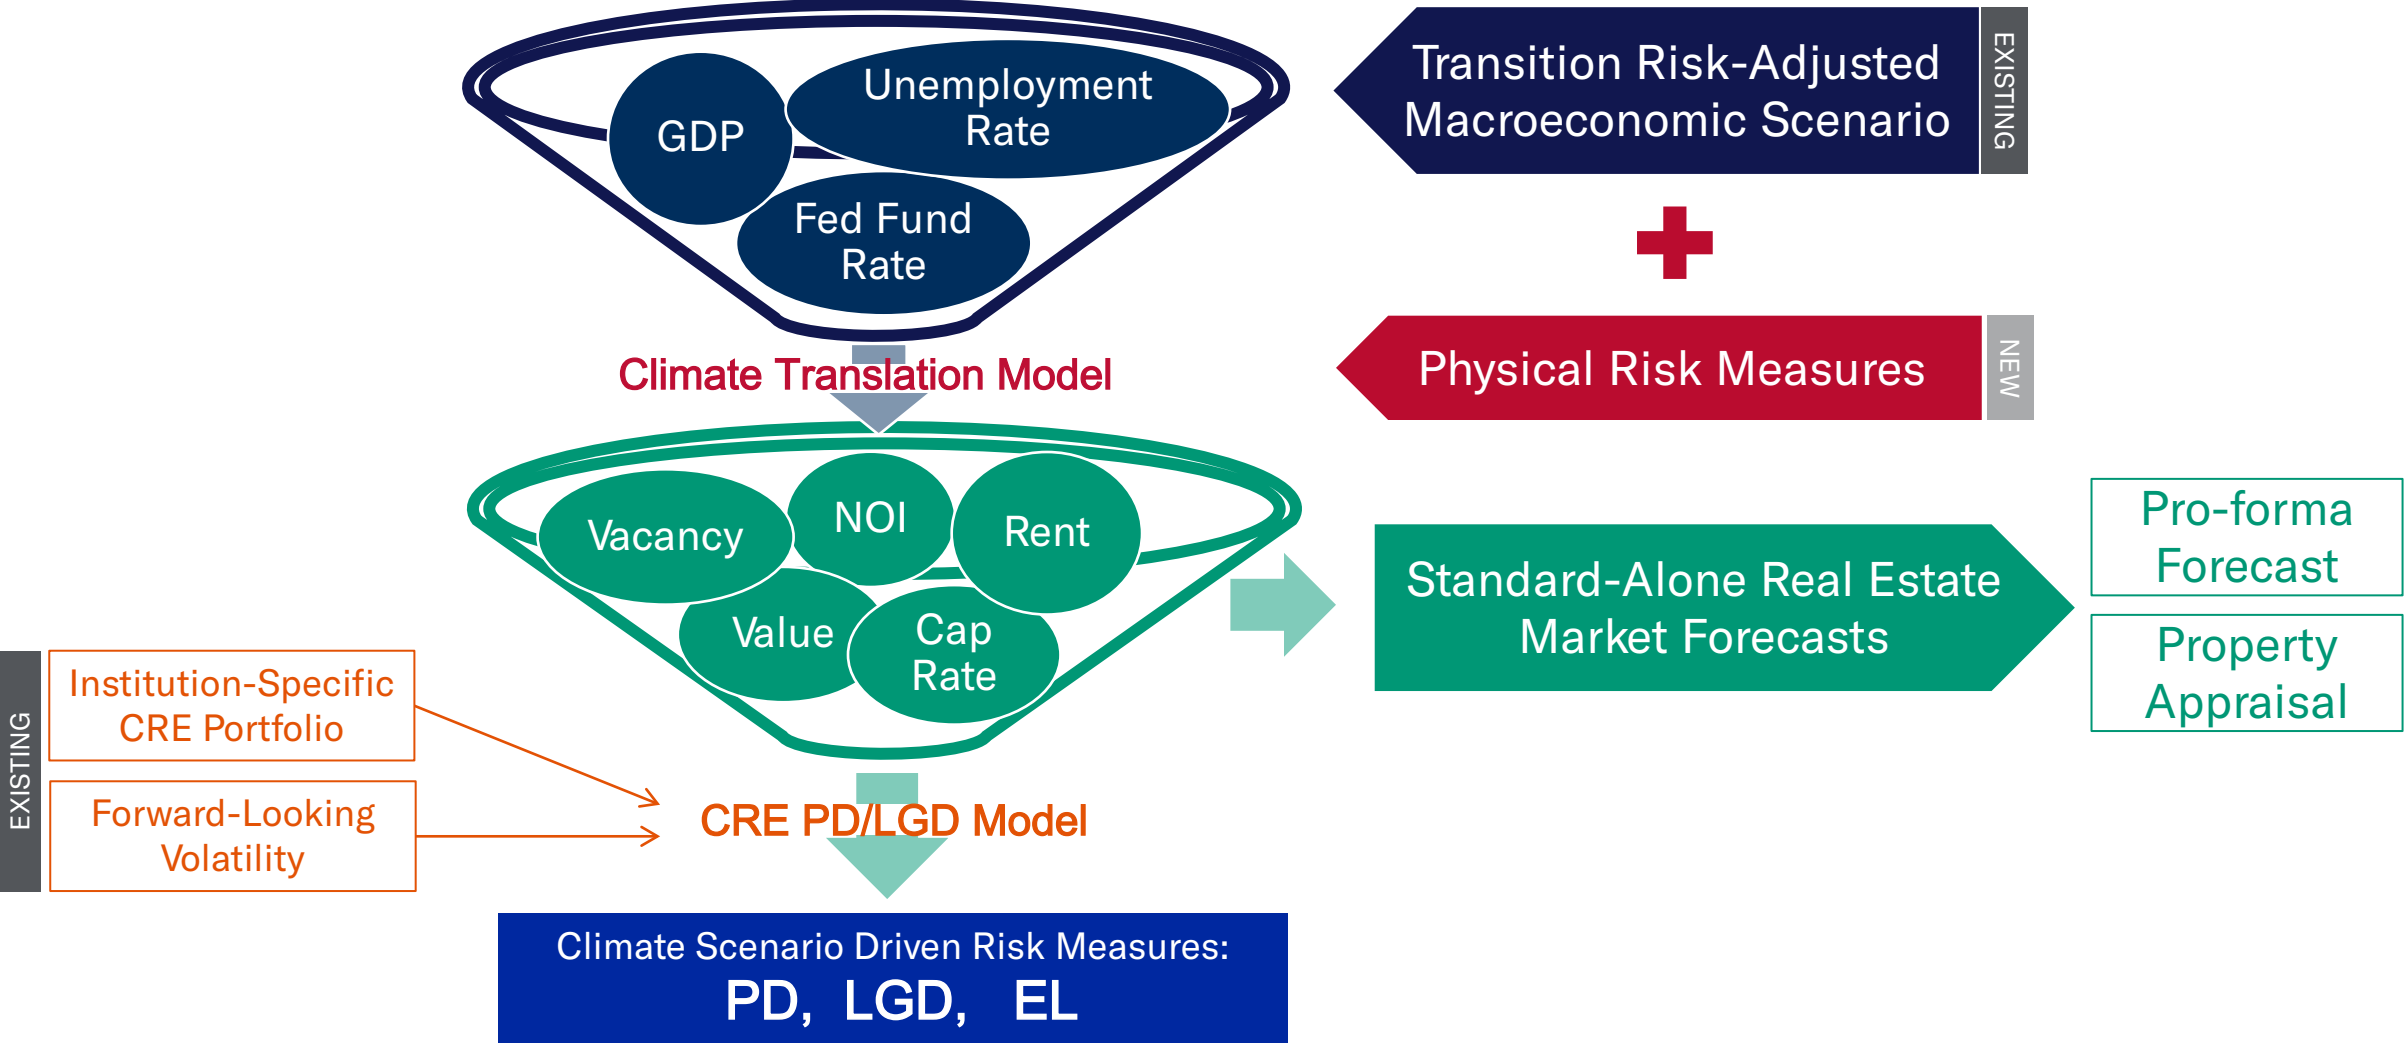 GDP
Unemployment
Rate
Fed Fund
Rate
Transition Risk-Adjusted
Macroeconomic Scenario
EXISTING
Climate Translation Model
Physical Risk Measures
NEW
Vacancy
NOI
Rent
Value
Cap
Rate
Standard-Alone Real Estate
Market Forecasts
Pro-forma
Forecast
Property
Appraisal
EXISTING
Institution-Specific
CRE Portfolio
Forward-Looking
Volatility
CRE PD/LGD Model
Climate Scenario Driven Risk Measures:
PD, LGD, EL